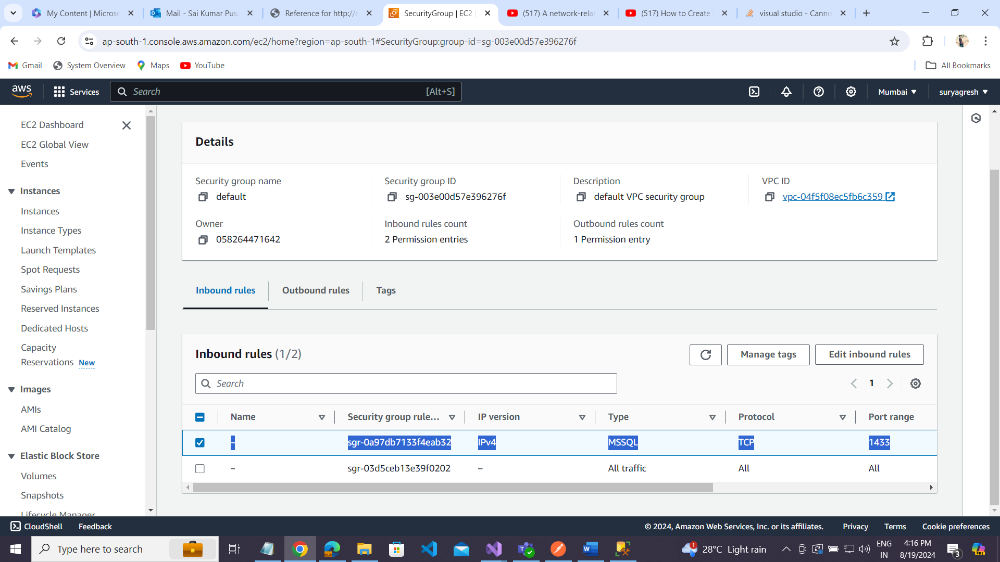 My Content | Microsc
Mail - Sai Kumar Pusa
Reference for http://e
SecurityGroup | EC2 |
(517) A network-relat
(517) How to Create
visual studio - Canno
ap-south-1.console.aws.amazon.com/ec2/home?region=ap-south-1#SecurityGroup:group-id=sg-003e00d57e396276f
Gmail System Overview Maps YouTube All Bookmarks
aws Services Search [Alt+S] Mumbai suryagresh
EC2 Dashboard
EC2 Global View
Events
Instances
Instances
Instance Types
Launch Templates
Spot Requests
Savings Plans
Reserved Instances
Dedicated Hosts
Capacity
Reservations New
Images
AMIs
AMI Catalog
Elastic Block Store
Volumes
Snapshots
Lifecycle Manager
Details
Security group name Security group ID Description VPC ID
default sg-003e00d57e396276f default VPC security group vpc-04f5f08ec5fb6c359
Owner Inbound rules count Outbound rules count
058264471642 2 Permission entries 1 Permission entry
Inbound rules Outbound rules Tags
Inbound rules (1/2) Manage tags Edit inbound rules
Search 1
Name Security group rule... IP version Type Protocol Port range
– sgr-0a97db7133f4eab32 IPv4 MSSQL TCP 1433
– sgr-03d5ceb13e39f0202 – All traffic All All
CloudShell Feedback © 2024, Amazon Web Services, Inc. or its affiliates. Privacy Terms Cookie preferences
Type here to search 1 28°C Light rain ENG 4:16 PM
IN 8/19/2024 3 PRE